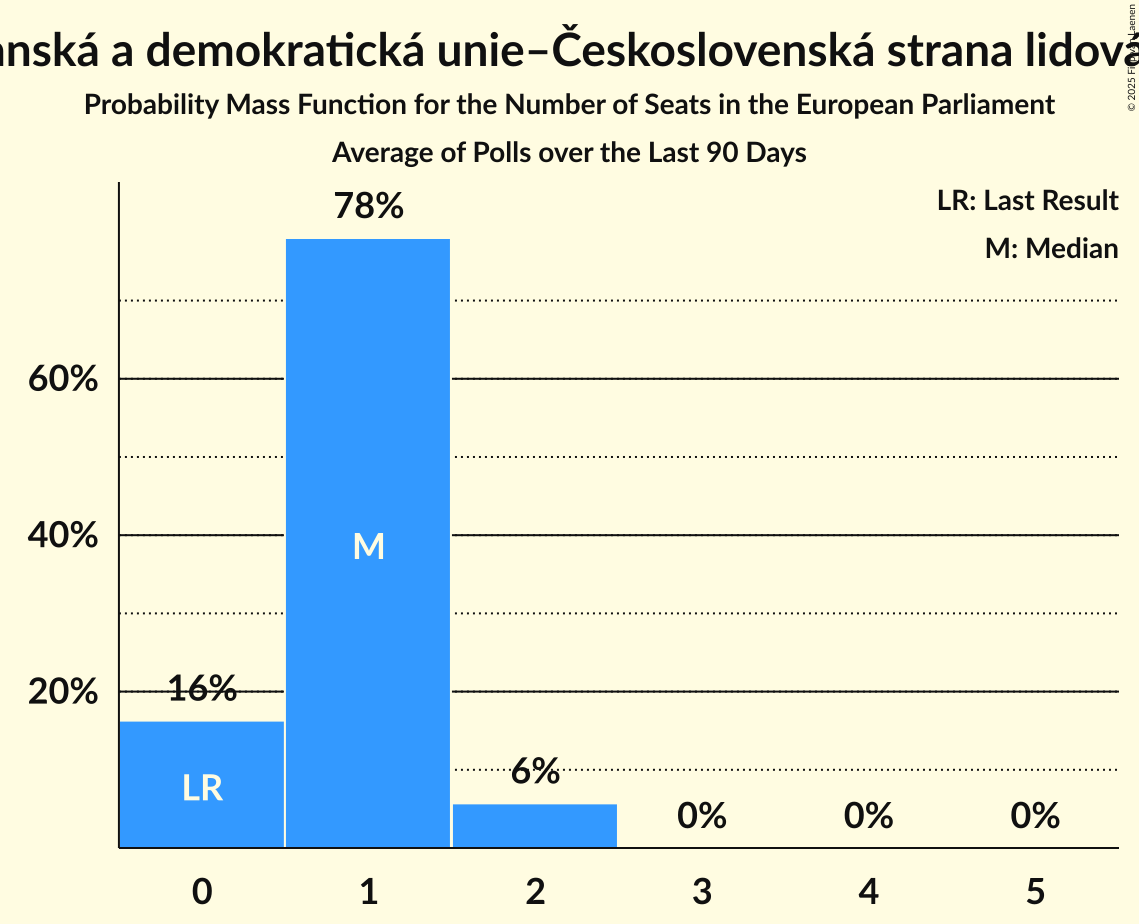 nská a demokratická unie–Československá strana lidov
Probability Mass Function for the Number of Seats in the European Parliament
Average of Polls over the Last 90 Days
© 2025 Laenen
LR: Last Result
M: Median
78%
60%
40%
20%
M
16%
LR
6%
0% 0% 0%
0 1 2 3 4 5